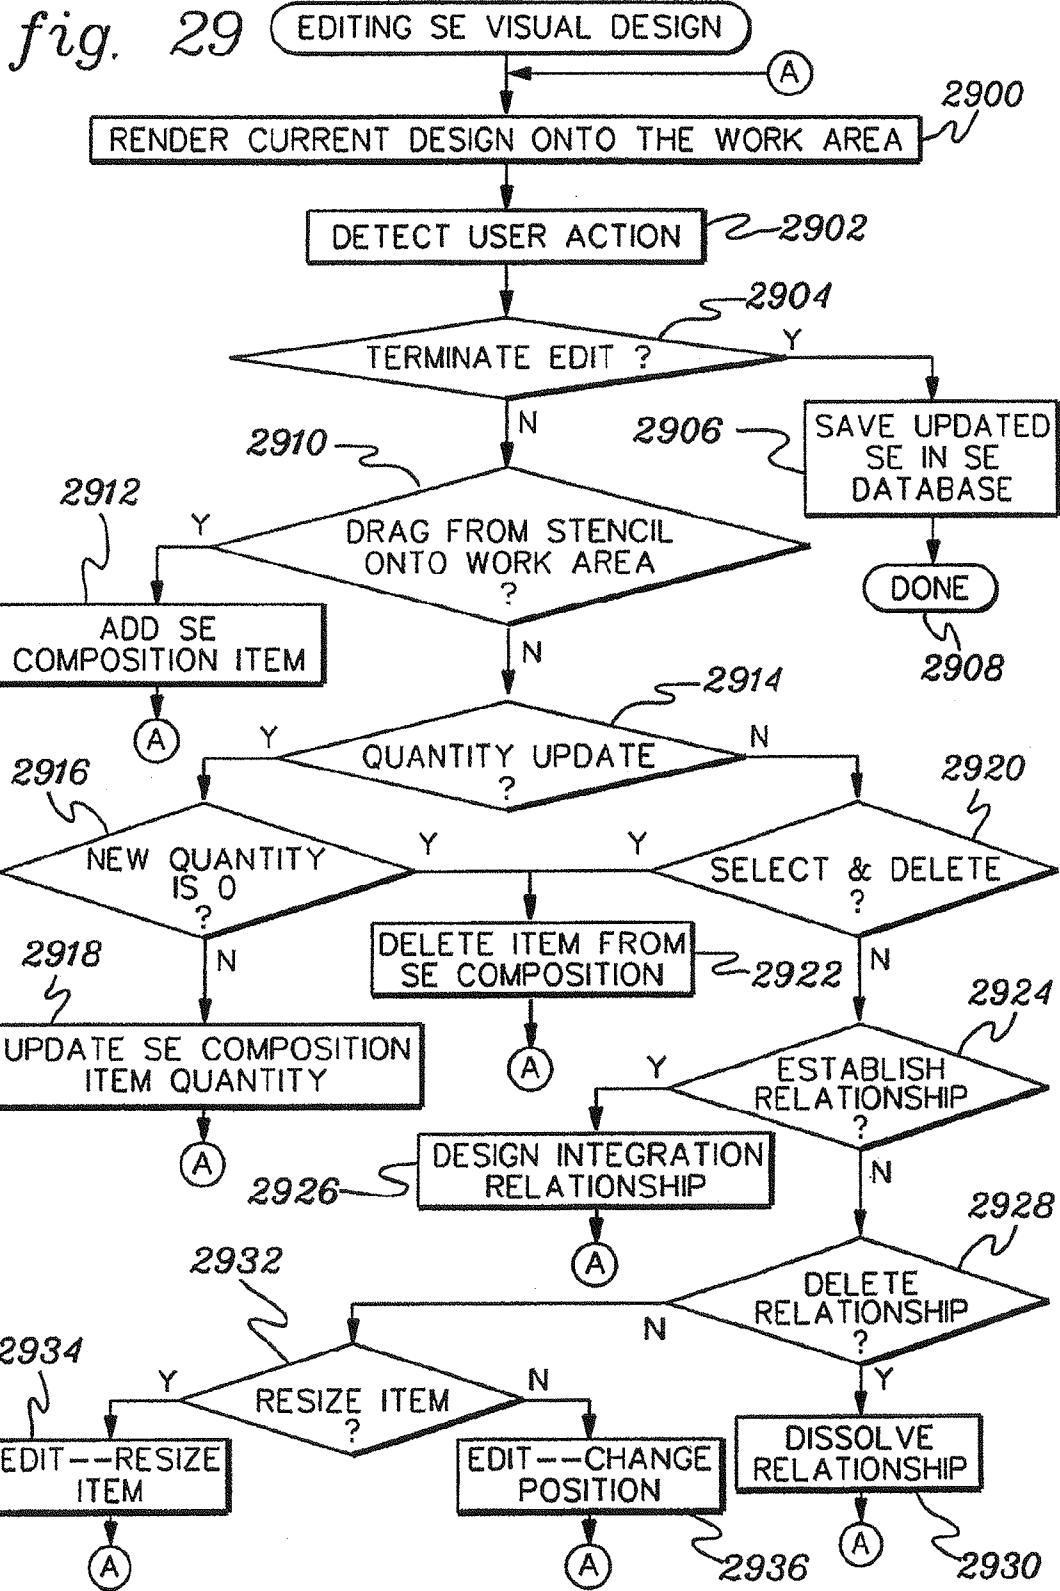 fig. 29
EDITING SE VISUAL DESIGN
A
2900
RENDER CURRENT DESIGN ONTO THE WORK AREA
DETECT USER ACTION
2902
2904
TERMINATE EDIT ?
Y
N
2906
SAVE UPDATED
SE IN SE
DATABASE
DONE
2908
2910
DRAG FROM STENCIL
ONTO WORK AREA
?
Y
N
2912
ADD SE
COMPOSITION ITEM
A
2914
QUANTITY UPDATE
?
Y
N
2916
NEW QUANTITY
IS 0
?
Y
N
2918
UPDATE SE COMPOSITION
ITEM QUANTITY
A
2920
SELECT & DELETE
?
Y
N
DELETE ITEM FROM
SE COMPOSITION
2922
A
2924
ESTABLISH
RELATIONSHIP
?
Y
N
DESIGN INTEGRATION
RELATIONSHIP
2926
A
2928
DELETE
RELATIONSHIP
?
N
Y
DISSOLVE
RELATIONSHIP
2930
A
2932
RESIZE ITEM
?
Y
N
2934
EDIT--RESIZE
ITEM
A
EDIT--CHANGE
POSITION
2936
A